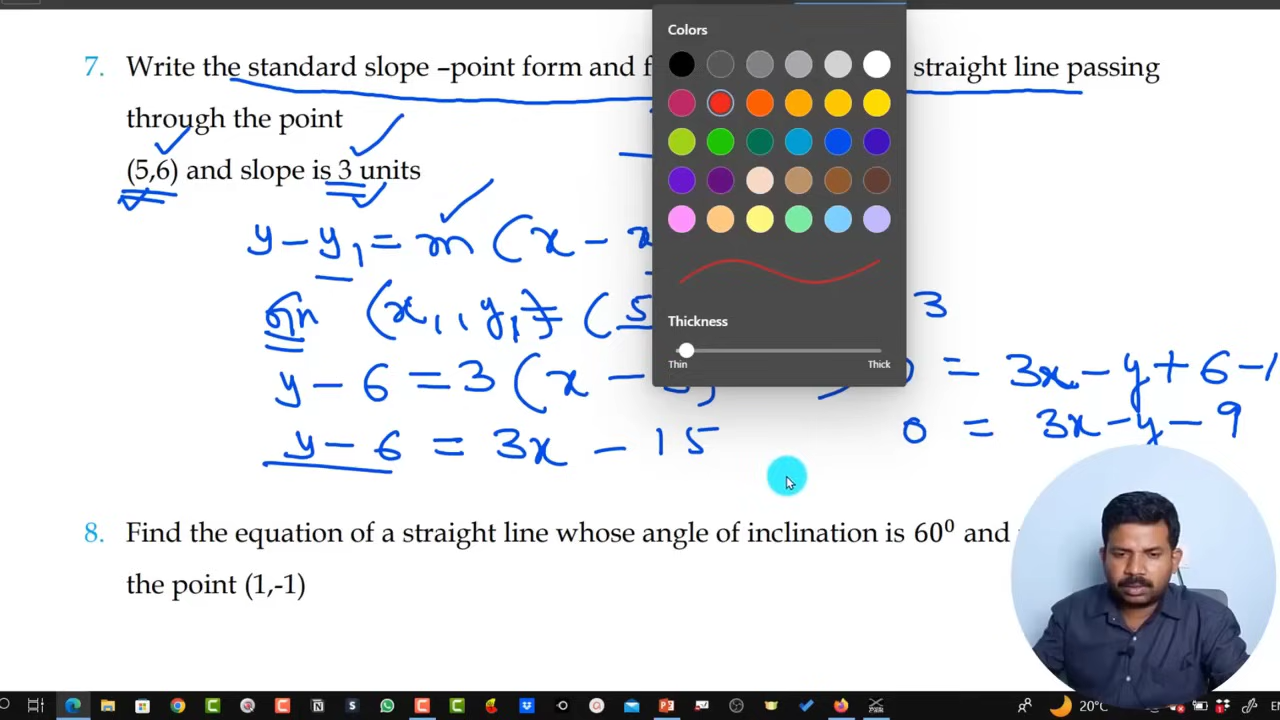 Colors
7. Write the standard slope –point form and f straight line passing
through the point
(5,6) and slope is 3 units
y - y₁ = m (x - x
(x₁, y₁) = (5 3
y - 6 = 3 (x - 0 = 3x - y + 6 - 1
y - 6 = 3x - 15 0 = 3x - y - 9
Thickness
Thin Thick
8. Find the equation of a straight line whose angle of inclination is 60⁰ and
the point (1,-1)
20°C